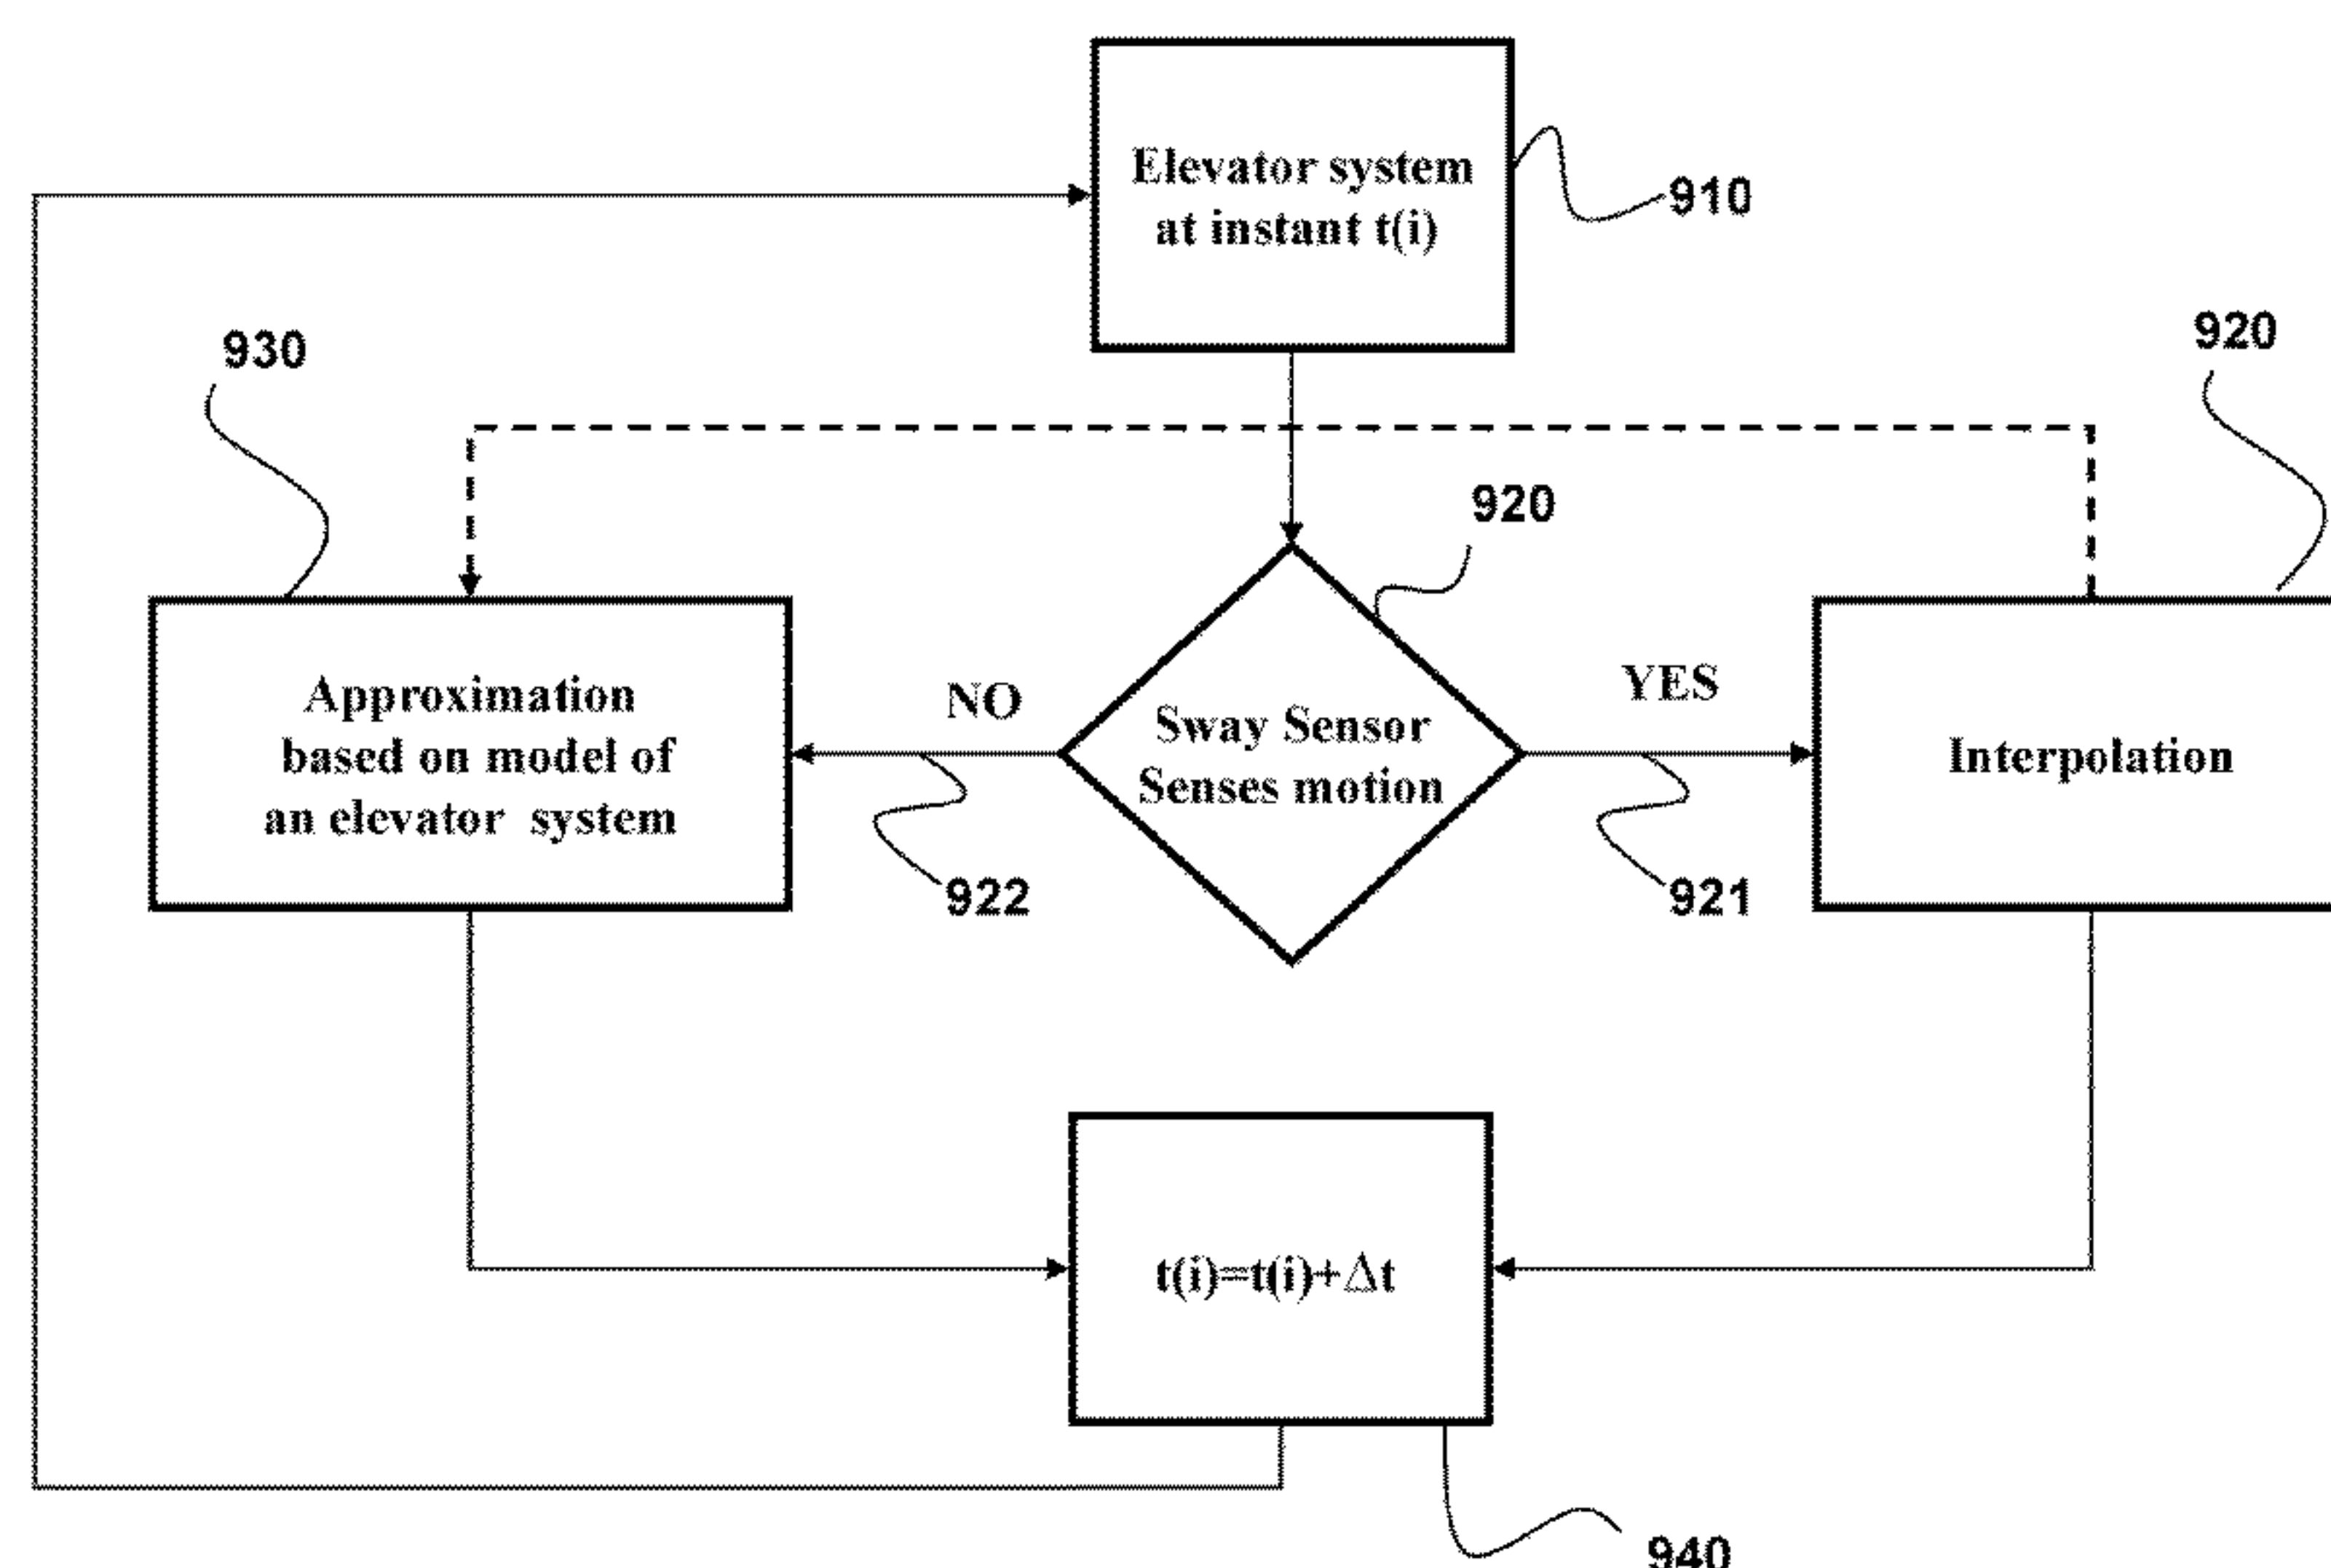 Elevator system
at instant t(i)
910
930
920
920
NO
YES
Approximation
based on model of
an elevator system
Sway Sensor
Senses motion
Interpolation
922
921
t(i)=t(i)+Δt
940